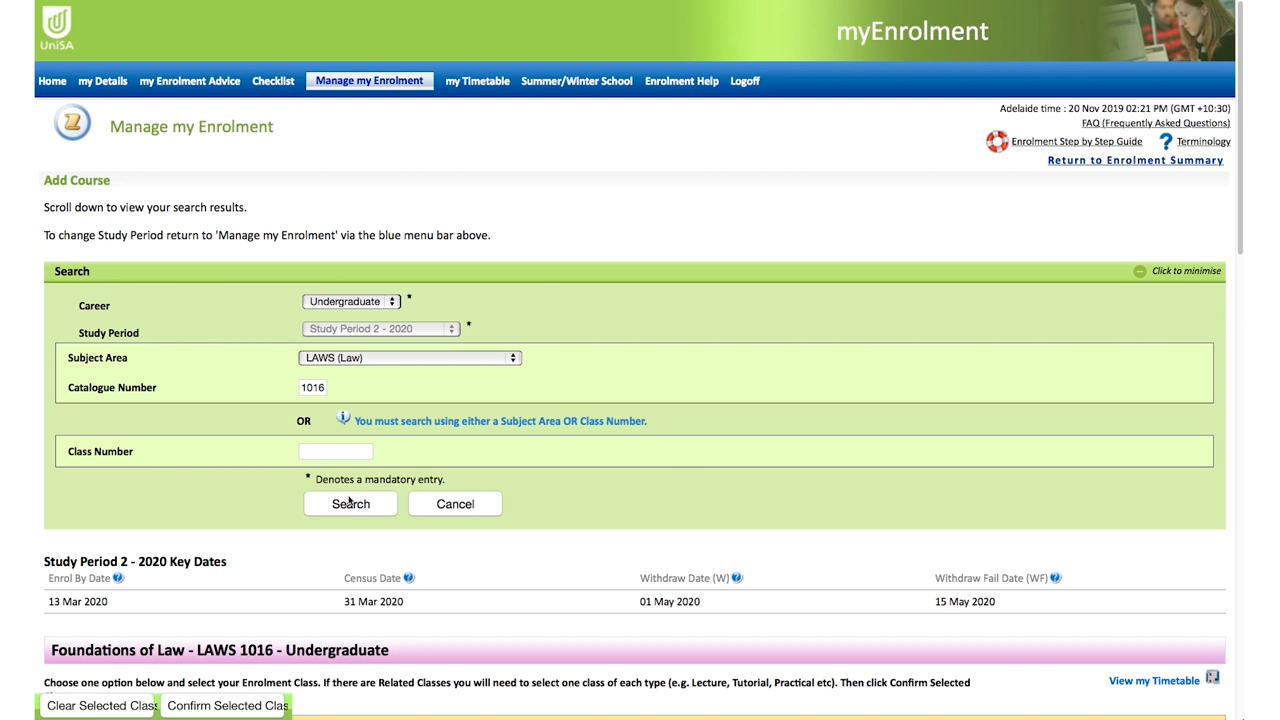 UniSA
myEnrolment
Home my Details my Enrolment Advice Checklist Manage my Enrolment my Timetable Summer/Winter School Enrolment Help Logoff
Manage my Enrolment
Adelaide time : 20 Nov 2019 02:21 PM (GMT +10:30)
FAQ (Frequently Asked Questions)
Enrolment Step by Step Guide ? Terminology
Return to Enrolment Summary
Add Course
Scroll down to view your search results.
To change Study Period return to 'Manage my Enrolment' via the blue menu bar above.
Search Click to minimise
Career Undergraduate *
Study Period Study Period 2 - 2020 *
Subject Area LAWS (Law)
Catalogue Number 1016
OR You must search using either a Subject Area OR Class Number.
Class Number
* Denotes a mandatory entry.
Search Cancel
Study Period 2 - 2020 Key Dates
Enrol By Date ? Census Date ? Withdraw Date (W) ? Withdraw Fail Date (WF) ?
13 Mar 2020 31 Mar 2020 01 May 2020 15 May 2020
Foundations of Law - LAWS 1016 - Undergraduate
Choose one option below and select your Enrolment Class. If there are Related Classes you will need to select one class of each type (e.g. Lecture, Tutorial, Practical etc). Then click Confirm Selected
View my Timetable
Clear Selected Clas Confirm Selected Clas